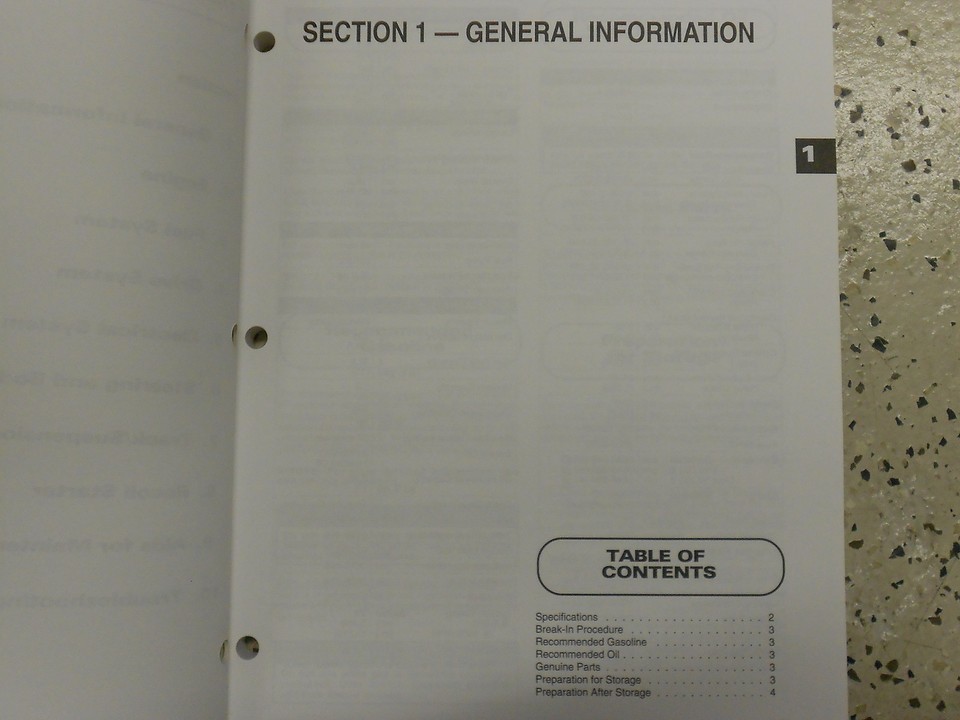 SECTION 1 — GENERAL INFORMATION
1
TABLE OF
CONTENTS
Specifications . . . . . . . . . . . . . . . . . . . . 2
Break-In Procedure . . . . . . . . . . . . . . . . 3
Recommended Gasoline . . . . . . . . . . . . . 3
Recommended Oil . . . . . . . . . . . . . . . . . 3
Genuine Parts . . . . . . . . . . . . . . . . . . . . 3
Preparation for Storage . . . . . . . . . . . . . 3
Preparation After Storage . . . . . . . . . . . . 4